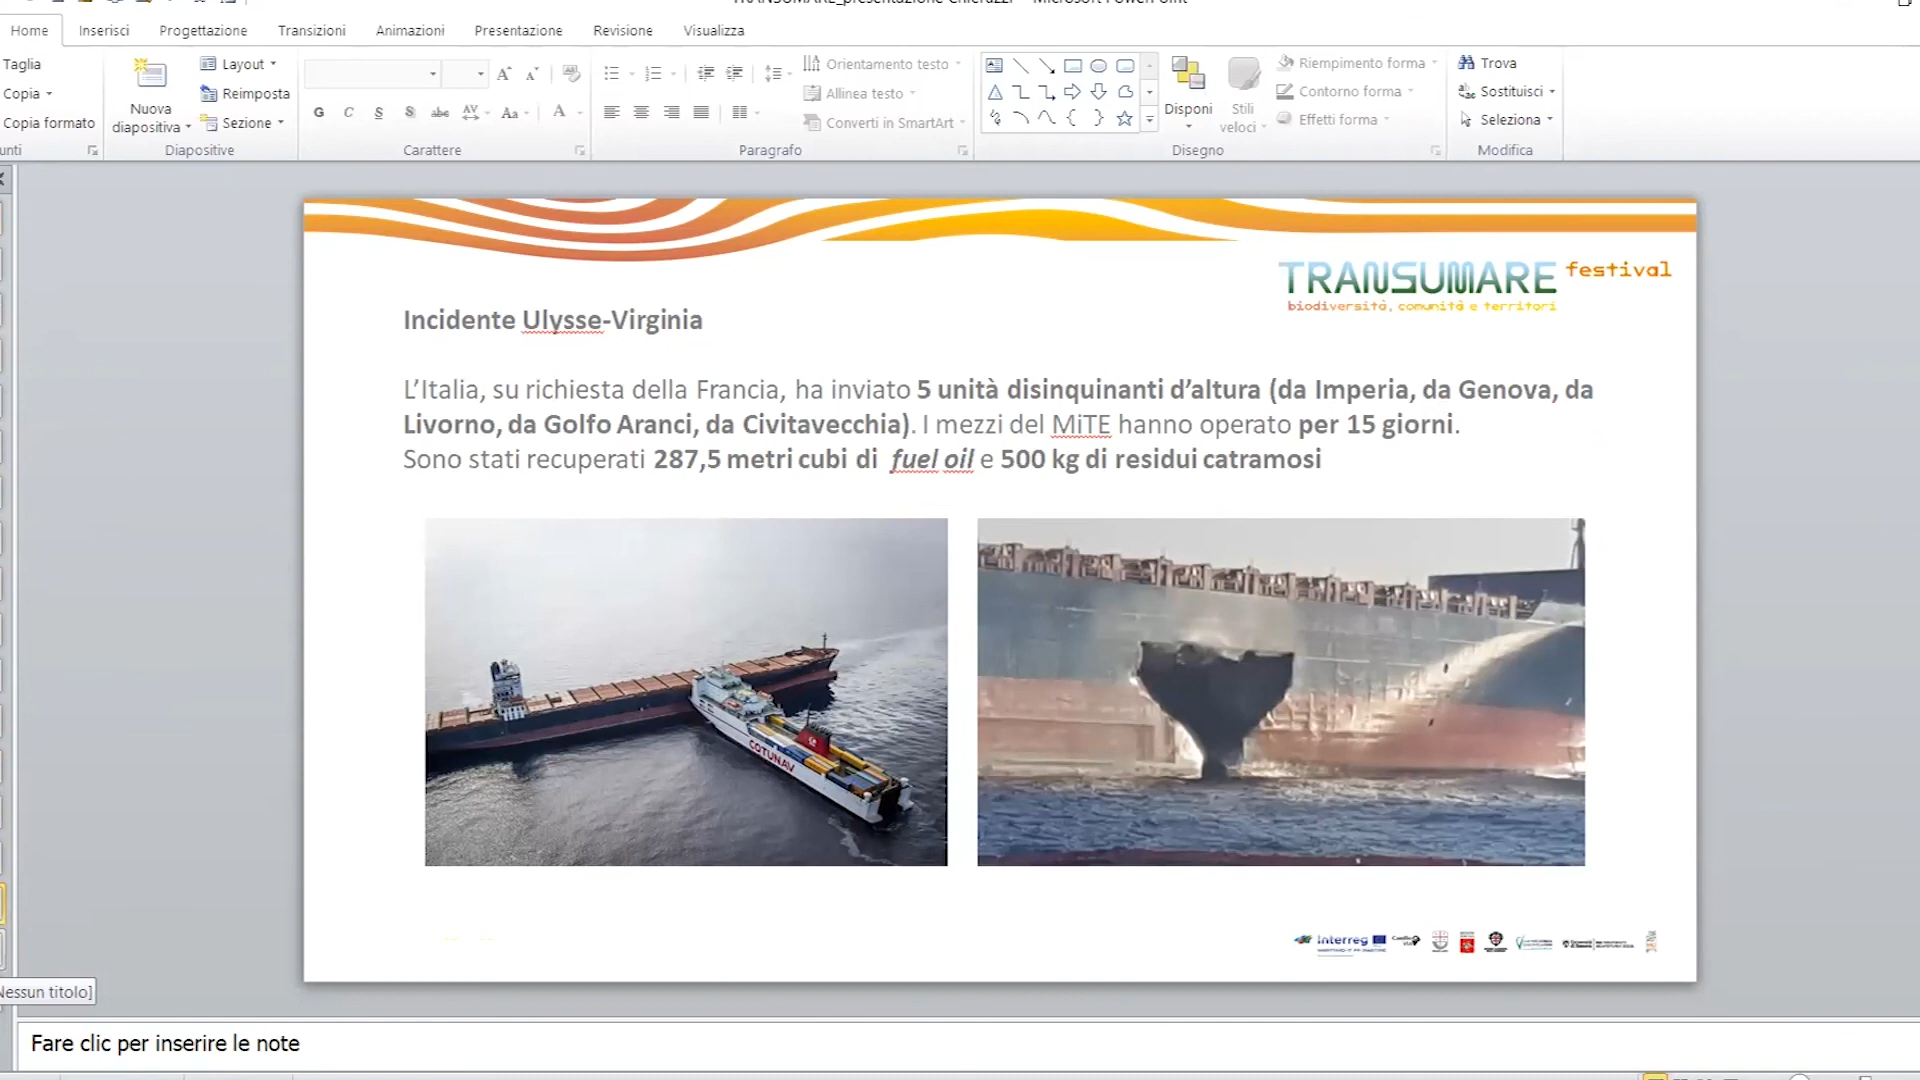 Home Inserisci Progettazione Transizioni Animazioni Presentazione Revisione Visualizza
Taglia
Copia
Copia formato
Nuova diapositiva
Layout
Reimposta
Sezione
Diapositive
G C S S abc AV Aa A
Carattere
Paragrafo
Orientamento testo
Allinea testo
Converti in SmartArt
Disponi
Stili veloci
Riempimento forma
Contorno forma
Effetti forma
Disegno
Trova
Sostituisci
Seleziona
Modifica
TRANSUMARE festival
biodiversità, comunità e territori
Incidente Ulysse-Virginia
L’Italia, su richiesta della Francia, ha inviato 5 unità disinquinanti d’altura (da Imperia, da Genova, da
Livorno, da Golfo Aranci, da Civitavecchia). I mezzi del MiTE hanno operato per 15 giorni.
Sono stati recuperati 287,5 metri cubi di fuel oil e 500 kg di residui catramosi
COTUNAV
Interreg
Nessun titolo]
Fare clic per inserire le note